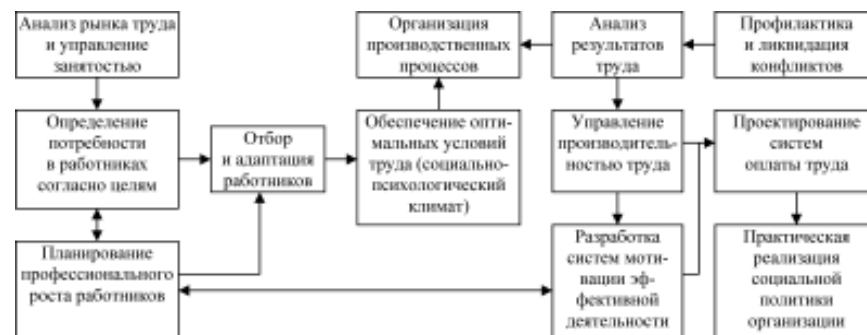 Анализ рынка труда
и управление
занятостью
Организация
производственных
процессов
Анализ
результатов
труда
Профилактика
и ликвидация
конфликтов
Определение
потребности
в работниках
согласно целям
Отбор
и адаптация
работников
Обеспечение опти-
мальных условий
труда (социально-
психологический
климат)
Управление
производитель-
ностью труда
Проектирование
систем
оплаты труда
Планирование
профессионального
роста работников
Разработка
систем моти-
вации эф-
фективной
деятельности
Практическая
реализация
социальной
политики
организации